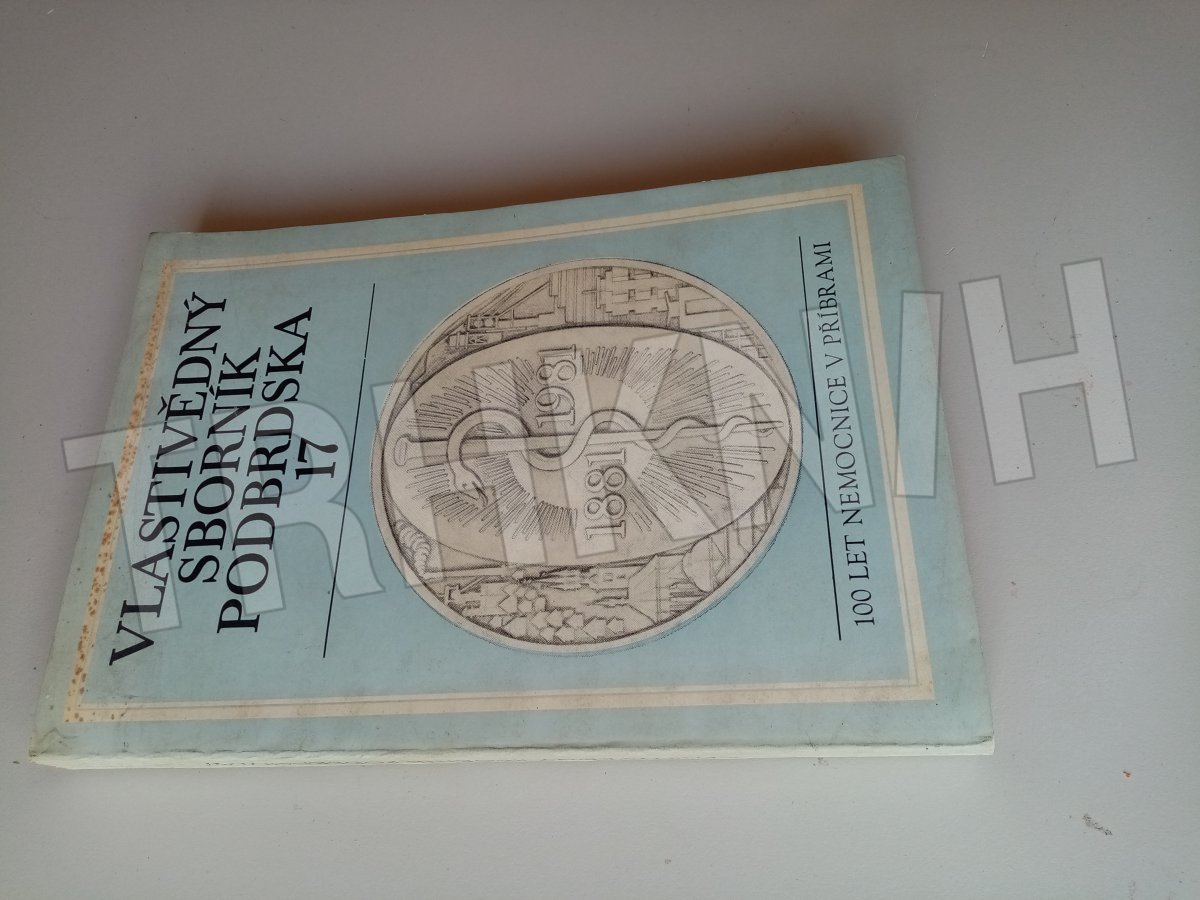 VLASTIVĚDNÝ
SBORNÍK
PODBRDSKA
17
1881 1981
100 LET NEMOCNICE V PŘÍBRAMI
TRHKNIH